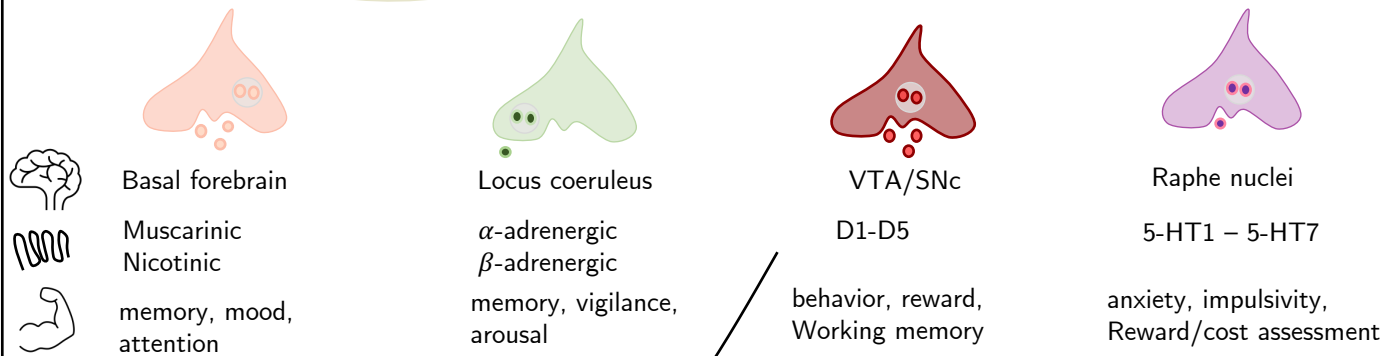 Basal forebrain
Locus coeruleus
VTA/SNc
Raphe nuclei
Muscarinic
Nicotinic
α-adrenergic
β-adrenergic
D1-D5
5-HT1 – 5-HT7
memory, mood,
attention
memory, vigilance,
arousal
behavior, reward,
Working memory
anxiety, impulsivity,
Reward/cost assessment